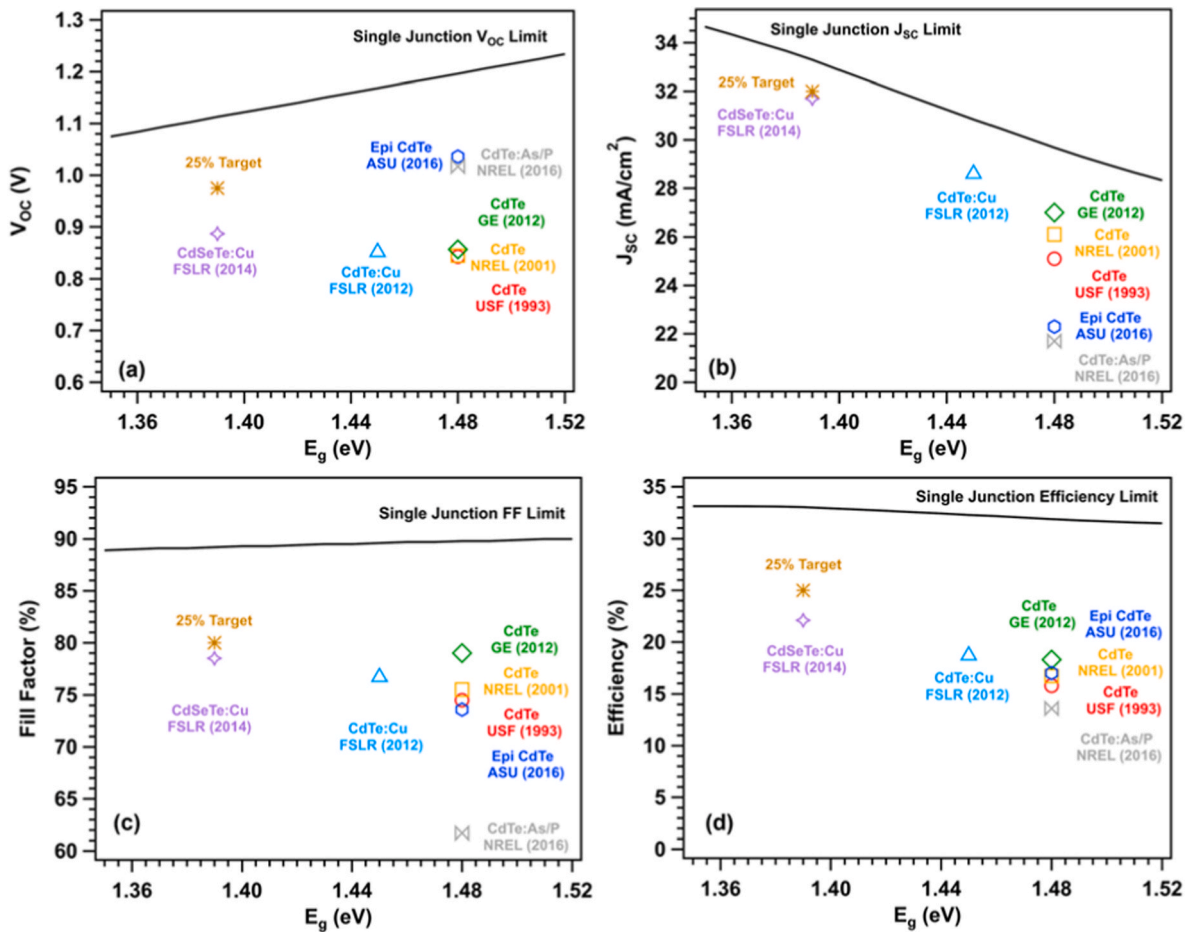 1.3
1.2
1.1
1.0
0.9
0.8
0.7
0.6
V_OC (V)
Single Junction V_OC Limit
25% Target
CdSeTe:Cu
FSLR (2014)
CdTe:Cu
FSLR (2012)
Epi CdTe
ASU (2016)
CdTe:As/P
NREL (2016)
CdTe
GE (2012)
CdTe
NREL (2001)
CdTe
USF (1993)
(a)
1.36 1.40 1.44 1.48 1.52
E_g (eV)
34
32
30
28
26
24
22
20
J_SC (mA/cm²)
Single Junction J_SC Limit
25% Target
CdSeTe:Cu
FSLR (2014)
CdTe:Cu
FSLR (2012)
CdTe
GE (2012)
CdTe
NREL (2001)
CdTe
USF (1993)
Epi CdTe
ASU (2016)
CdTe:As/P
NREL (2016)
(b)
1.36 1.40 1.44 1.48 1.52
E_g (eV)
95
90
85
80
75
70
65
60
Fill Factor (%)
Single Junction FF Limit
25% Target
CdSeTe:Cu
FSLR (2014)
CdTe:Cu
FSLR (2012)
CdTe
GE (2012)
CdTe
NREL (2001)
CdTe
USF (1993)
Epi CdTe
ASU (2016)
CdTe:As/P
NREL (2016)
(c)
1.36 1.40 1.44 1.48 1.52
E_g (eV)
35
30
25
20
15
10
5
0
Efficiency (%)
Single Junction Efficiency Limit
25% Target
CdSeTe:Cu
FSLR (2014)
CdTe:Cu
FSLR (2012)
CdTe
GE (2012)
Epi CdTe
ASU (2016)
CdTe
NREL (2001)
CdTe
USF (1993)
CdTe:As/P
NREL (2016)
(d)
1.36 1.40 1.44 1.48 1.52
E_g (eV)